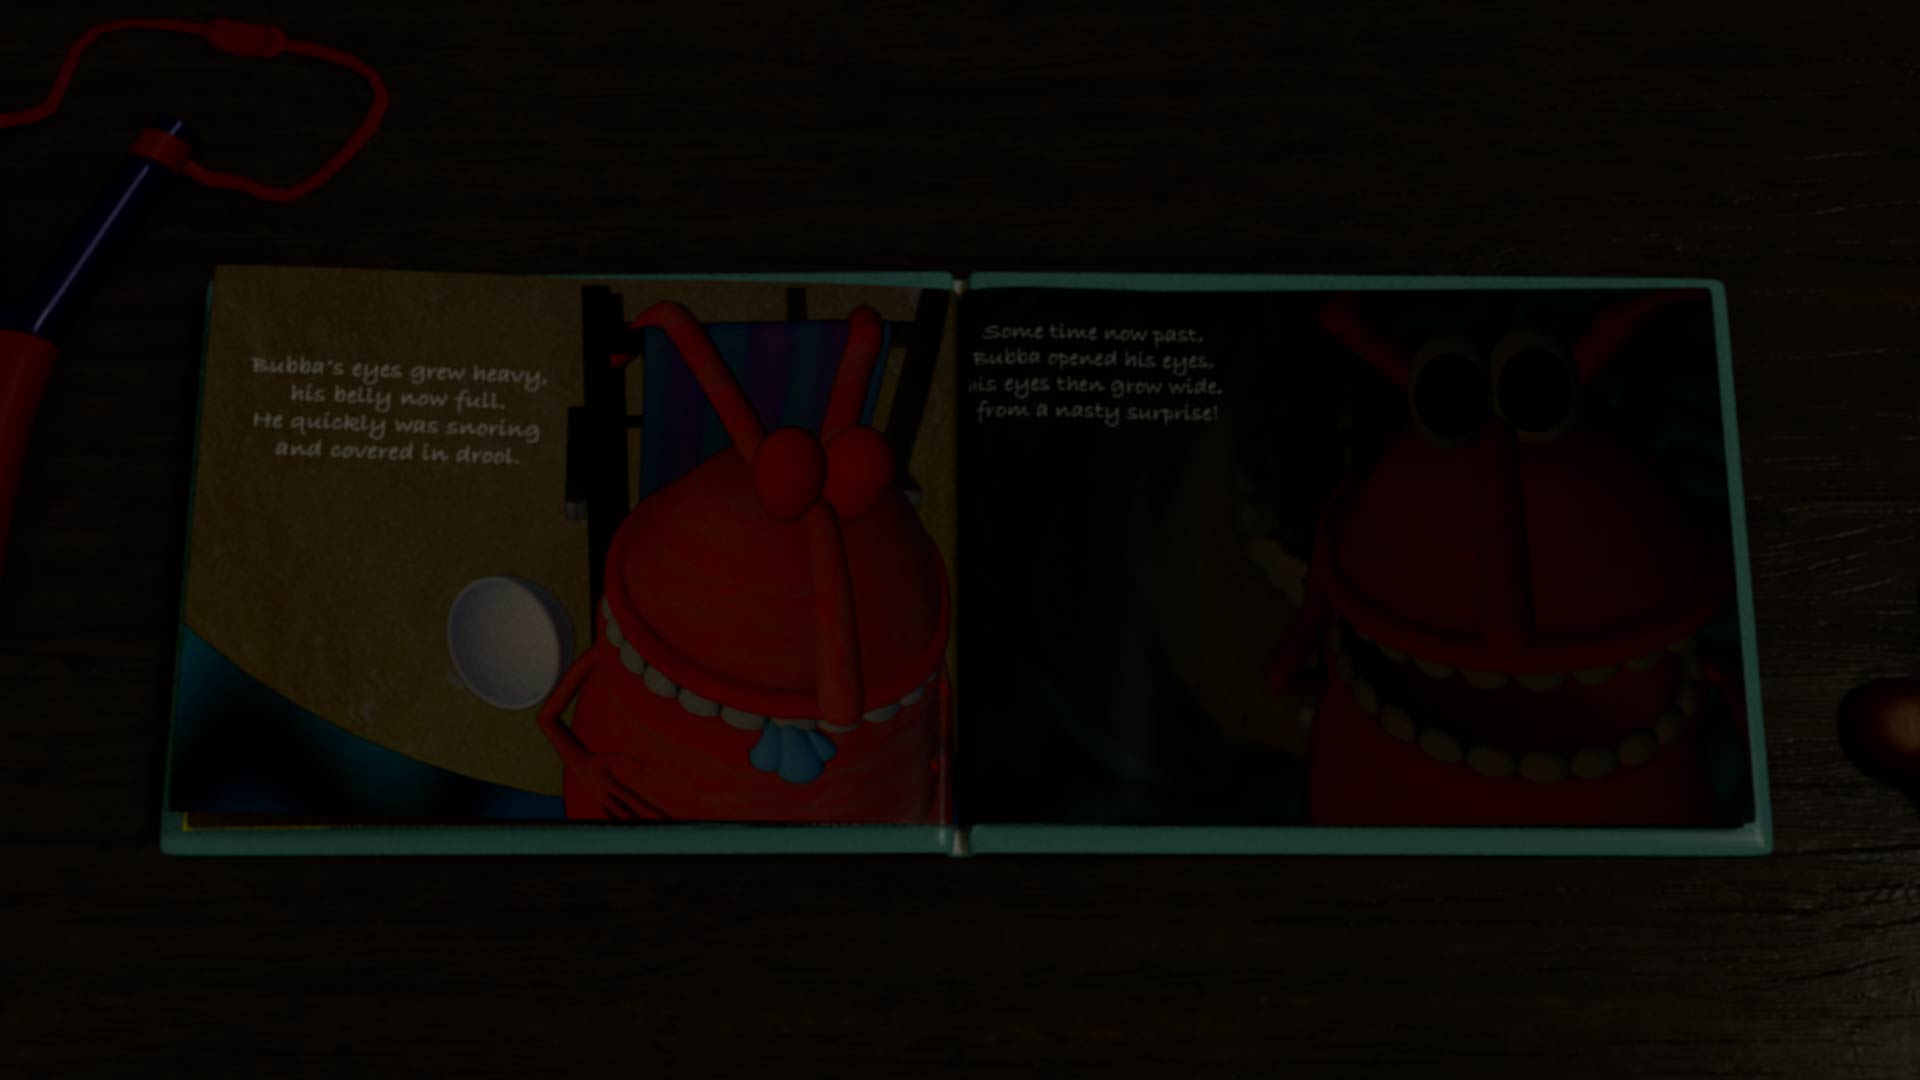 Bubba's eyes grew heavy,
his belly now full.
He quickly was snoring
and covered in drool.
Some time now past,
Bubba opened his eyes,
his eyes then grow wide,
from a nasty surprise!